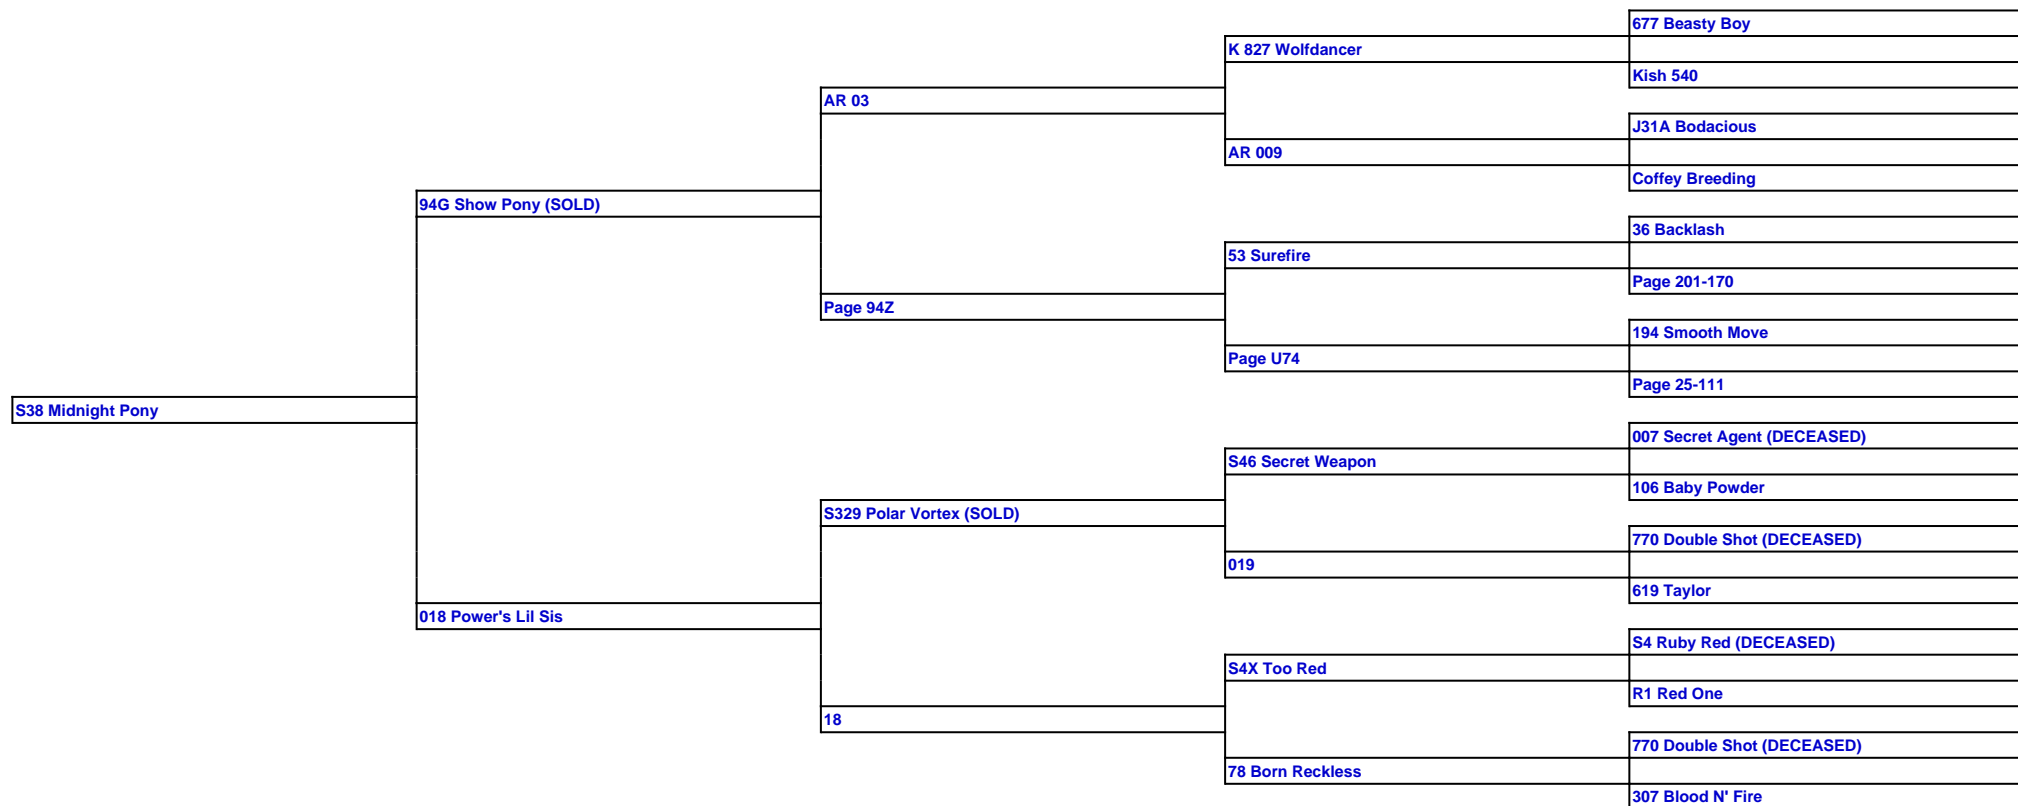 677 Beasty Boy
K 827 Wolfdancer
Kish 540
AR 03
J31A Bodacious
AR 009
Coffey Breeding
94G Show Pony (SOLD)
36 Backlash
53 Surefire
Page 201-170
Page 94Z
194 Smooth Move
Page U74
Page 25-111
S38 Midnight Pony
007 Secret Agent (DECEASED)
S46 Secret Weapon
106 Baby Powder
S329 Polar Vortex (SOLD)
770 Double Shot (DECEASED)
019
619 Taylor
018 Power's Lil Sis
S4 Ruby Red (DECEASED)
S4X Too Red
R1 Red One
18
770 Double Shot (DECEASED)
78 Born Reckless
307 Blood N' Fire